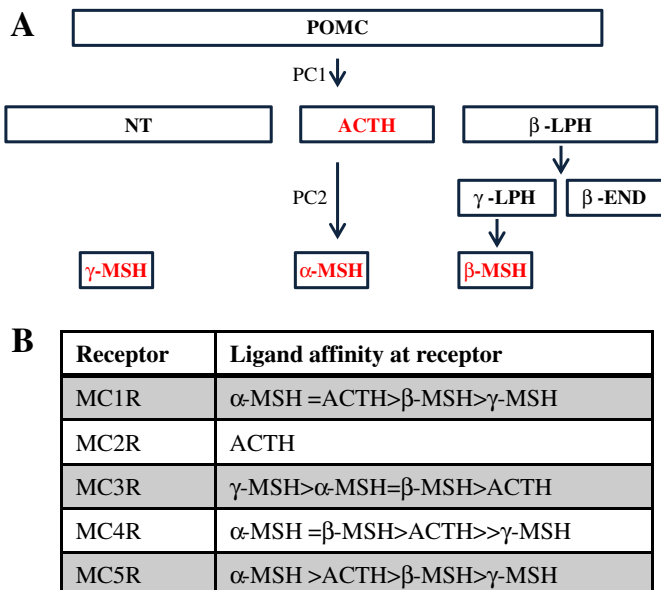 A
POMC
PC1
NT
ACTH
β-LPH
PC2
γ-LPH
β-END
γ-MSH
α-MSH
β-MSH
B
Receptor Ligand affinity at receptor
MC1R α-MSH =ACTH>β-MSH>γ-MSH
MC2R ACTH
MC3R γ-MSH>α-MSH=β-MSH>ACTH
MC4R α-MSH =β-MSH>ACTH>>γ-MSH
MC5R α-MSH >ACTH>β-MSH>γ-MSH